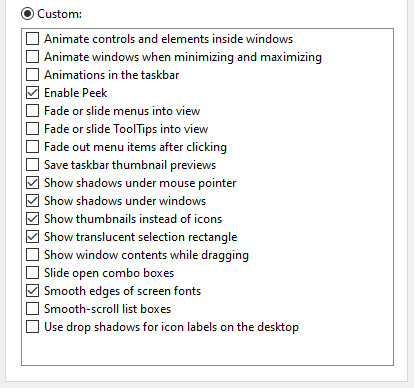 Custom:
Animate controls and elements inside windows
Animate windows when minimizing and maximizing
Animations in the taskbar
Enable Peek
Fade or slide menus into view
Fade or slide ToolTips into view
Fade out menu items after clicking
Save taskbar thumbnail previews
Show shadows under mouse pointer
Show shadows under windows
Show thumbnails instead of icons
Show translucent selection rectangle
Show window contents while dragging
Slide open combo boxes
Smooth edges of screen fonts
Smooth-scroll list boxes
Use drop shadows for icon labels on the desktop